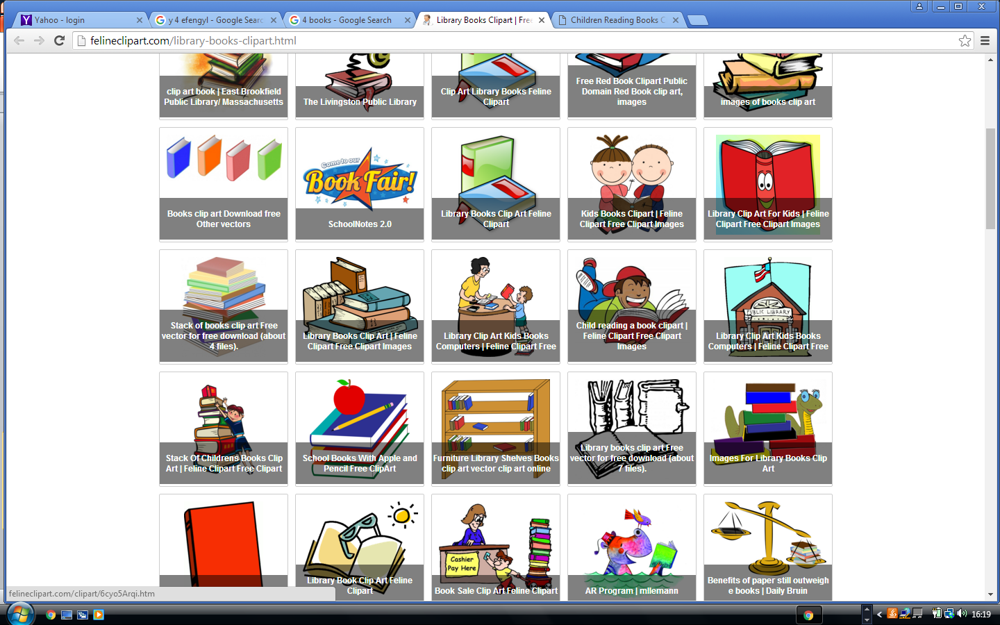 Yahoo - login
y 4 efengyl - Google Searc
4 books - Google Search
Library Books Clipart | Free
Children Reading Books C
felineclipart.com/library-books-clipart.html
clip art book | East Brookfield
Public Library/ Massachusetts
The Livingston Public Library
Clip Art Library Books Feline
Clipart
Free Red Book Clipart Public
Domain Red Book clip art,
images
images of books clip art
Books clip art Download free
Other vectors
Come to our
Book Fair!
SchoolNotes 2.0
Library Books Clip Art Feline
Clipart
Kids Books Clipart | Feline
Clipart Free Clipart Images
Library Clip Art For Kids | Feline
Clipart Free Clipart Images
Stack of books clip art Free
vector for free download (about
4 files).
Library Books Clip Art | Feline
Clipart Free Clipart Images
Library Clip Art Kids Books
Computers | Feline Clipart Free
Child reading a book clipart |
Feline Clipart Free Clipart
Images
PUBLIC LIBRARY
Library Clip Art Kids Books
Computers | Feline Clipart Free
Stack Of Childrens Books Clip
Art | Feline Clipart Free Clipart
School Books With Apple and
Pencil Free ClipArt
Furniture Library Shelves Books
clip art vector clip art online
Library books clip art Free
vector for free download (about
7 files).
Images For Library Books Clip
Art
Library Book Clip Art Feline
Clipart
Cashier
Pay Here
Book Sale Clip Art Feline Clipart
AR Program | mllemann
Benefits of paper still outweigh
e books | Daily Bruin
felineclipart.com/clipart/6cyo5Arqi.htm
16:19